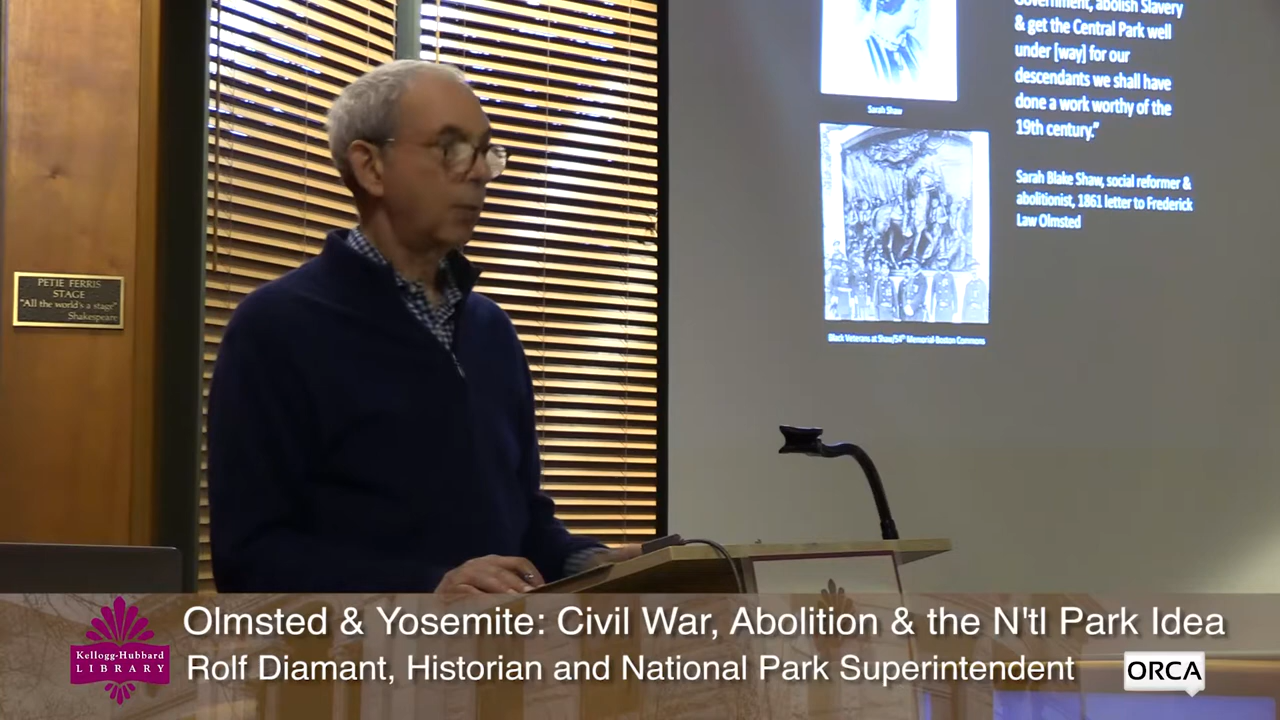 Government, abolish Slavery
& get the Central Park well
under [way] for our
descendants we shall have
done a work worthy of the
19th century."
Sarah Shaw
Sarah Blake Shaw, social reformer &
abolitionist, 1861 letter to Frederick
Law Olmsted
Black Veterans at Shaw/54th Memorial-Boston Commons
PETIE FERRIS
STAGE
"All the world's a stage"
Shakespeare
Olmsted & Yosemite: Civil War, Abolition & the N'tl Park Idea
Rolf Diamant, Historian and National Park Superintendent
Kellogg-Hubbard
LIBRARY
ORCA